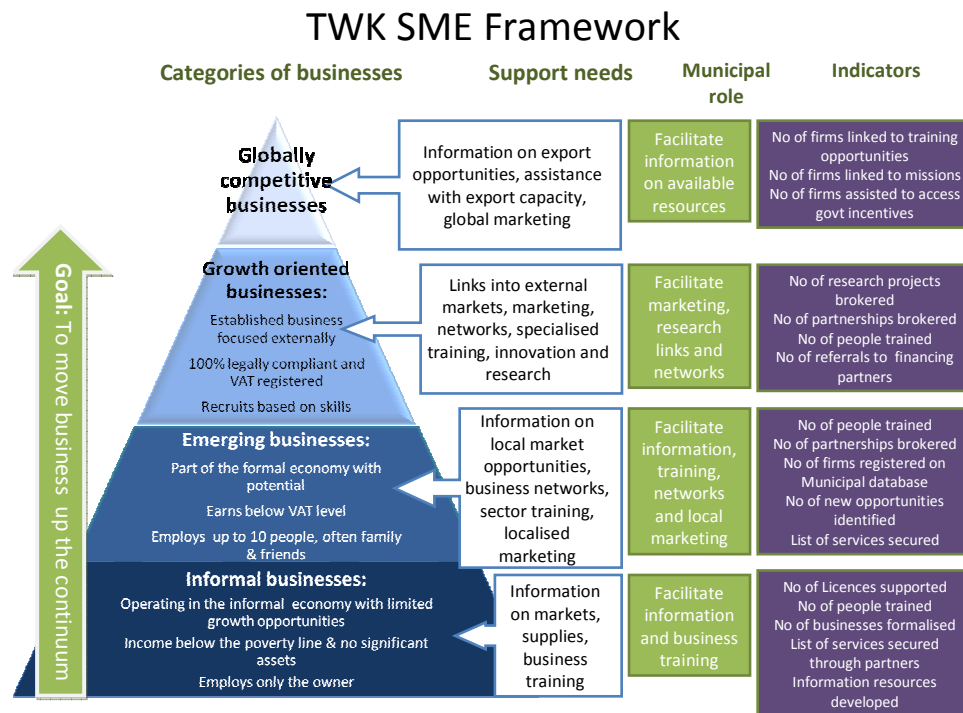 TWK SME Framework
Categories of businesses
Support needs
Municipal
role
Indicators
Globally
competitive
businesses
Information on export
opportunities, assistance
with export capacity,
global marketing
Facilitate
information
on available
resources
No of firms linked to training
opportunities
No of firms linked to missions
No of firms assisted to access
govt incentives
Growth oriented
businesses:
Established business
focused externally
100% legally compliant and
VAT registered
Recruits based on skills
Links into external
markets, marketing,
networks, specialised
training, innovation and
research
Facilitate
marketing,
research
links and
networks
No of research projects
brokered
No of partnerships brokered
No of people trained
No of referrals to financing
partners
Emerging businesses:
Part of the formal economy with
potential
Earns below VAT level
Employs up to 10 people, often family
& friends
Information on
local market
opportunities,
business networks,
sector training,
localised
marketing
Facilitate
information,
training,
networks
and local
marketing
No of people trained
No of partnerships brokered
No of firms registered on
Municipal database
No of new opportunities
identified
List of services secured
Informal businesses:
Operating in the informal economy with limited
growth opportunities
Income below the poverty line & no significant
assets
Employs only the owner
Information
on markets,
supplies,
business
training
Facilitate
information
and business
training
No of Licences supported
No of people trained
No of businesses formalised
List of services secured
through partners
Information resources
developed
Goal: To move business up the continuum